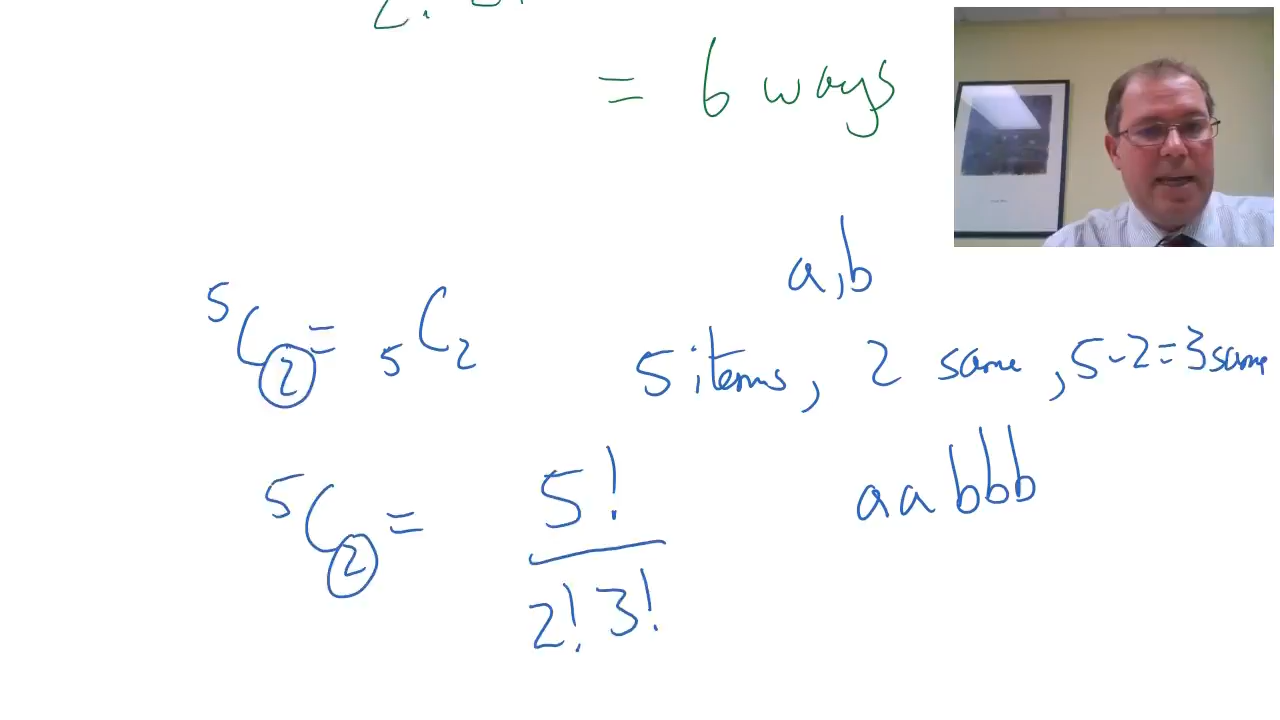 = 6 ways
a,b
⁵C₂ = ₅C₂
5 items, 2 same, 5-2=3 same
⁵C₂ = 5! / 2! 3!
aabbb